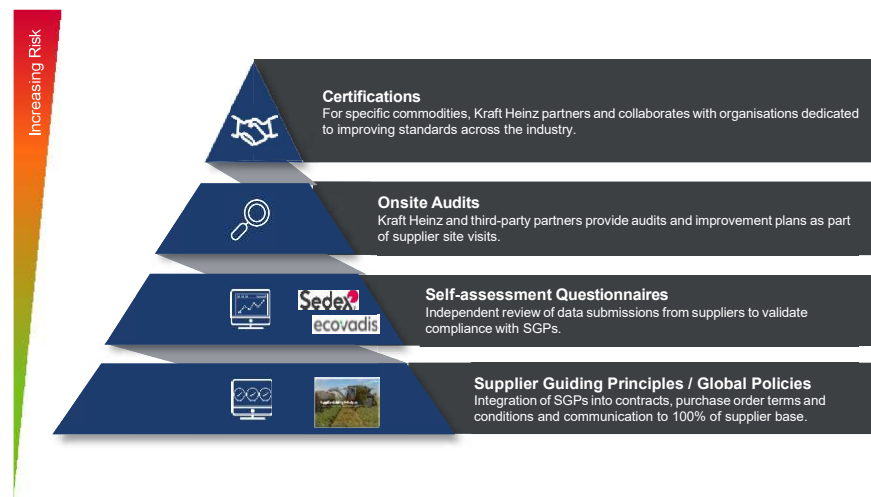 Increasing Risk
Certifications
For specific commodities, Kraft Heinz partners and collaborates with organisations dedicated
to improving standards across the industry.
Onsite Audits
Kraft Heinz and third-party partners provide audits and improvement plans as part
of supplier site visits.
Sedex
ecovadis
Self-assessment Questionnaires
Independent review of data submissions from suppliers to validate
compliance with SGPs.
Supplier Guiding Principles / Global Policies
Integration of SGPs into contracts, purchase order terms and
conditions and communication to 100% of supplier base.